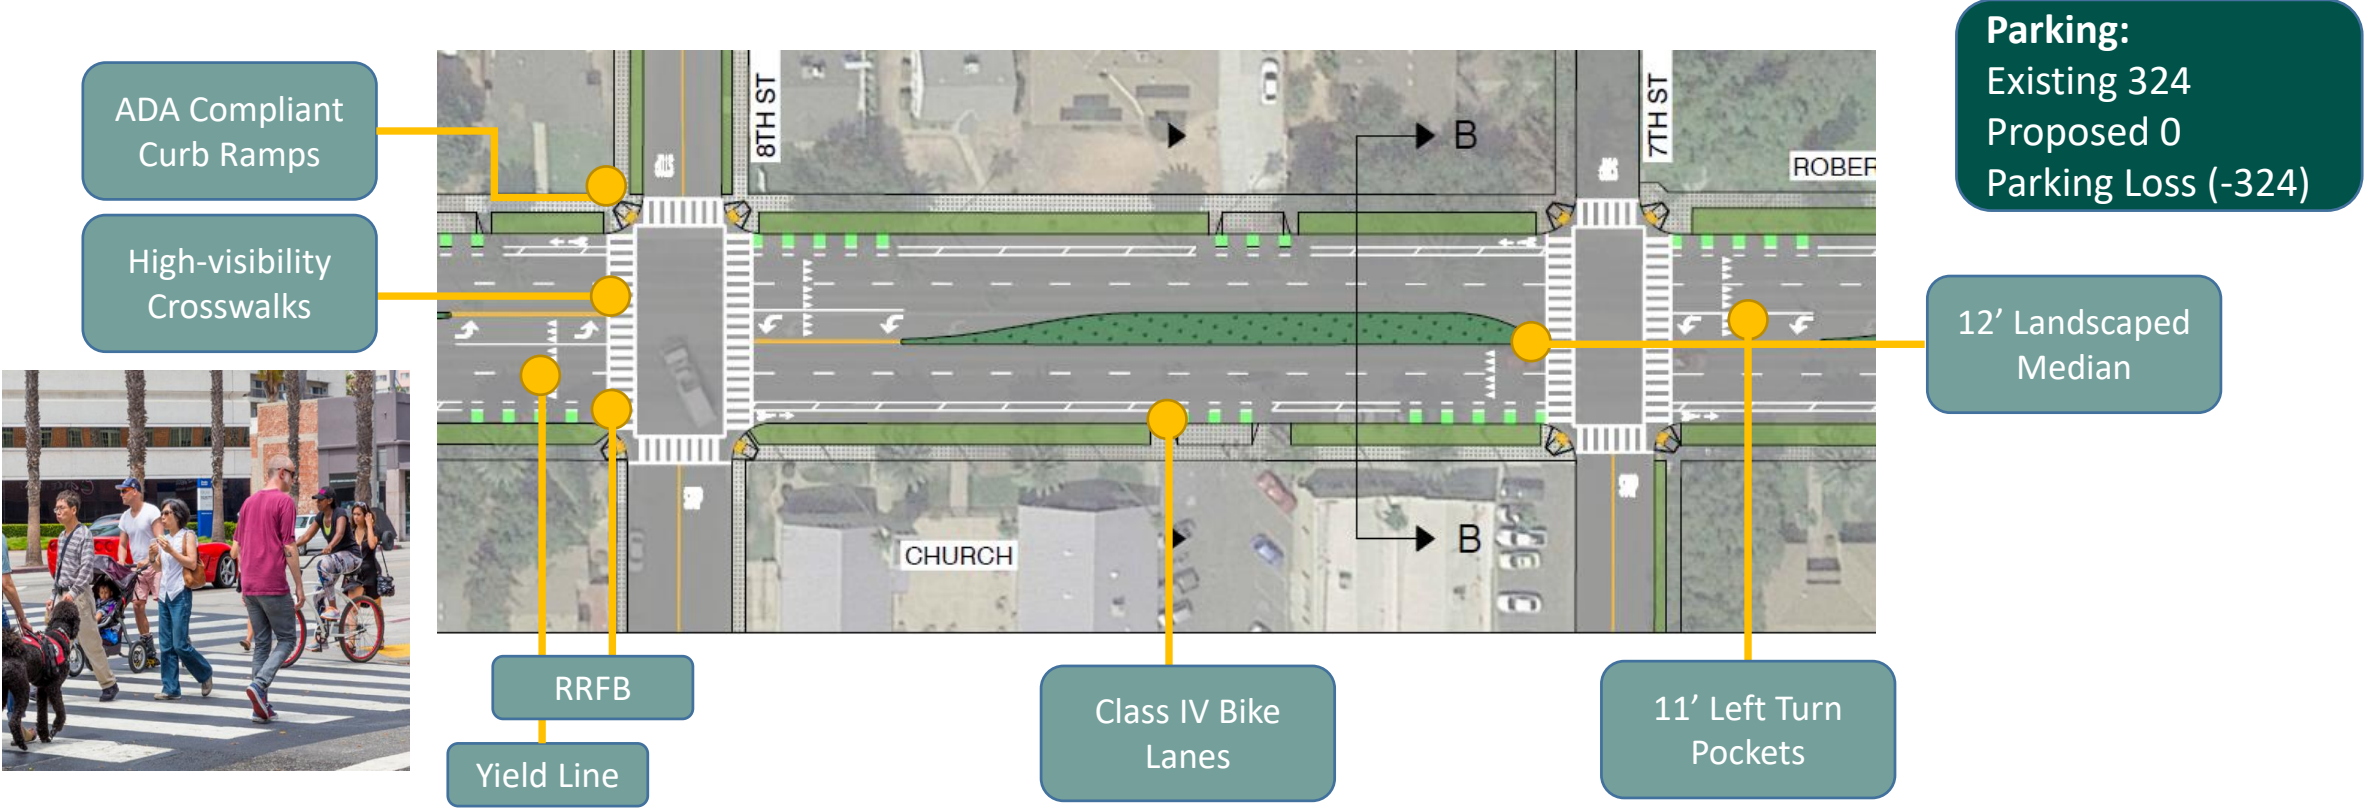 Parking:
Existing 324
Proposed 0
Parking Loss (-324)
ADA Compliant
Curb Ramps
High-visibility
Crosswalks
8TH ST
B
7TH ST
ROBER
12’ Landscaped
Median
CHURCH
B
RRFB
Yield Line
Class IV Bike
Lanes
11’ Left Turn
Pockets